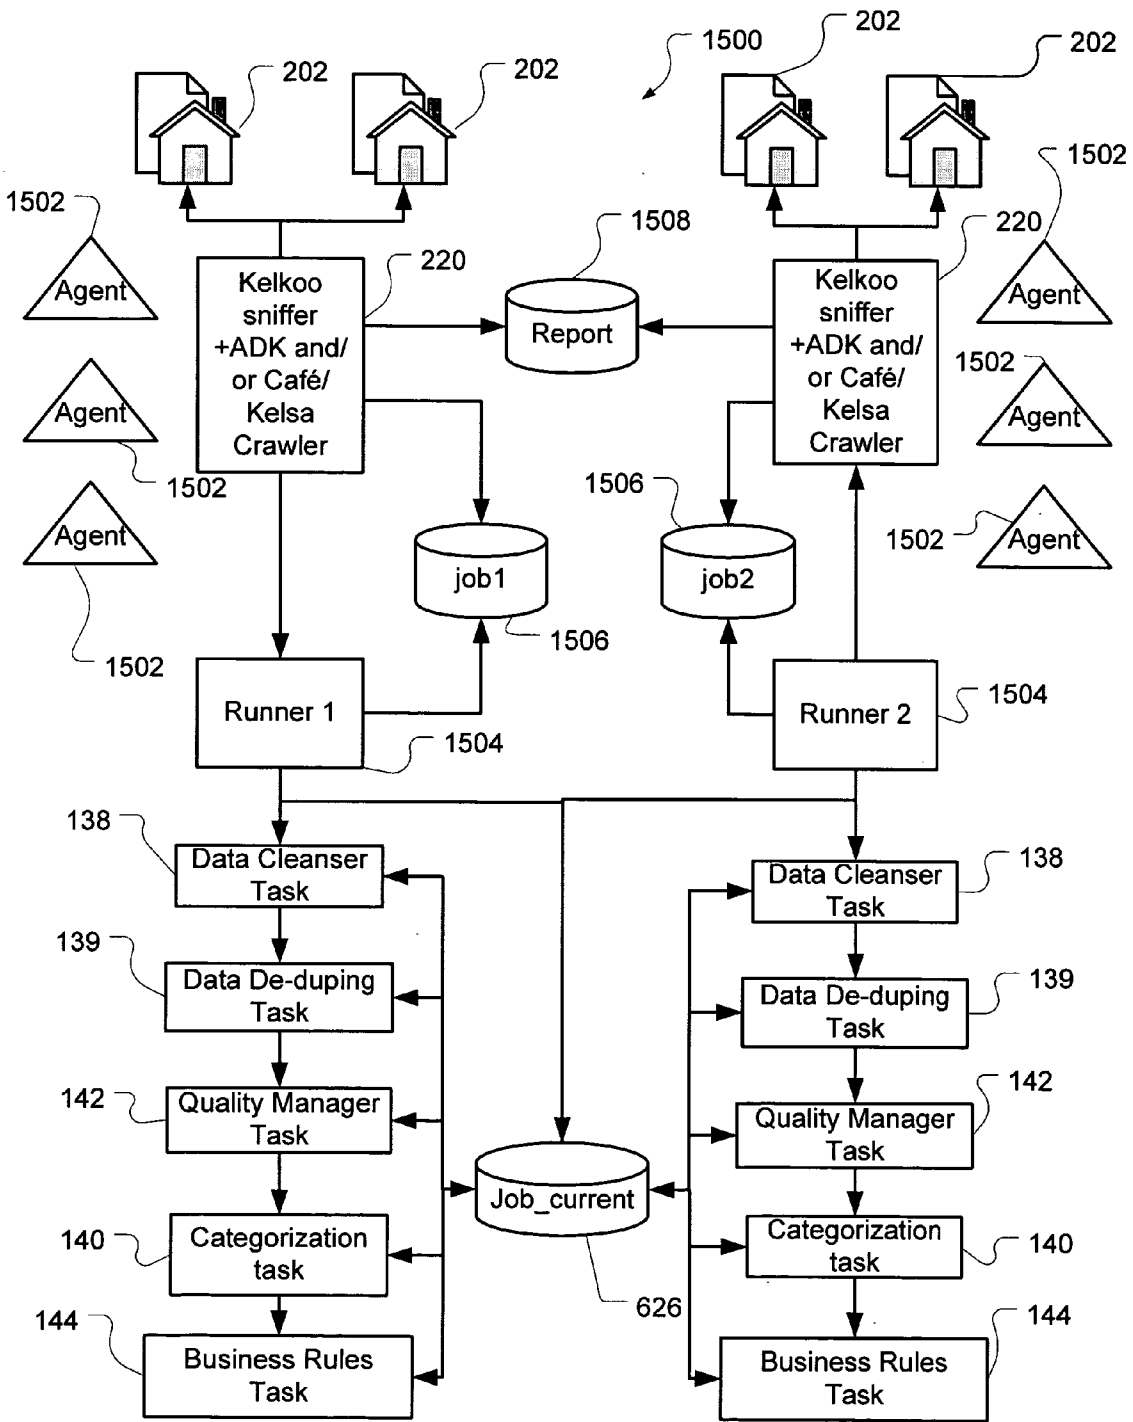 202
1500
202
202
202
1502
1502
1508
220
220
Agent
Kelkoo
sniffer
+ADK and/
or Café/
Kelsa
Crawler
Report
Kelkoo
sniffer
+ADK and/
or Café/
Kelsa
Crawler
Agent
1502
Agent
Agent
1502
1506
Agent
job1
job2
1502
Agent
1506
1502
Runner 1
Runner 2
1504
1504
138
Data Cleanser
Task
Data Cleanser
Task
138
139
Data De-duping
Task
Data De-duping
Task
139
142
Quality Manager
Task
Quality Manager
Task
142
Job_current
140
Categorization
task
Categorization
task
140
626
144
Business Rules
Task
Business Rules
Task
144